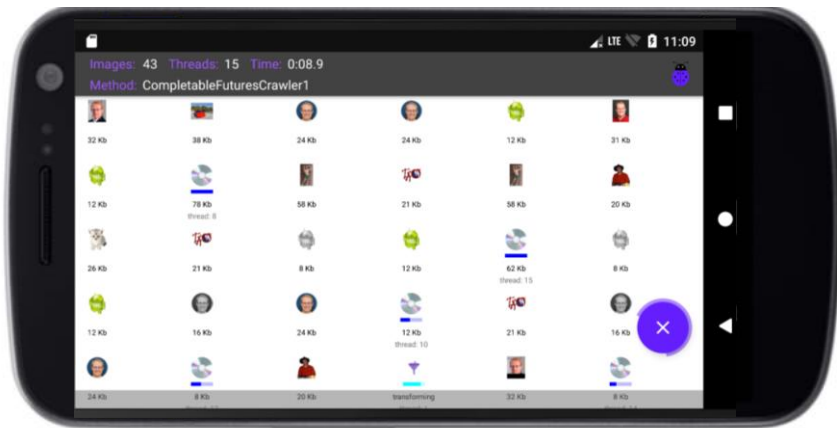 LTE 11:09
Images: 43 Threads: 15 Time: 0:08.9
Method: CompletableFuturesCrawler1
32 Kb 38 Kb 24 Kb 24 Kb 12 Kb 31 Kb
12 Kb 78 Kb 58 Kb 21 Kb 58 Kb 20 Kb
thread: 8
26 Kb 21 Kb 8 Kb 12 Kb 62 Kb 8 Kb
thread: 15
12 Kb 16 Kb 24 Kb 12 Kb 21 Kb 16 Kb
thread: 10
24 Kb 8 Kb 20 Kb transforming 32 Kb 8 Kb